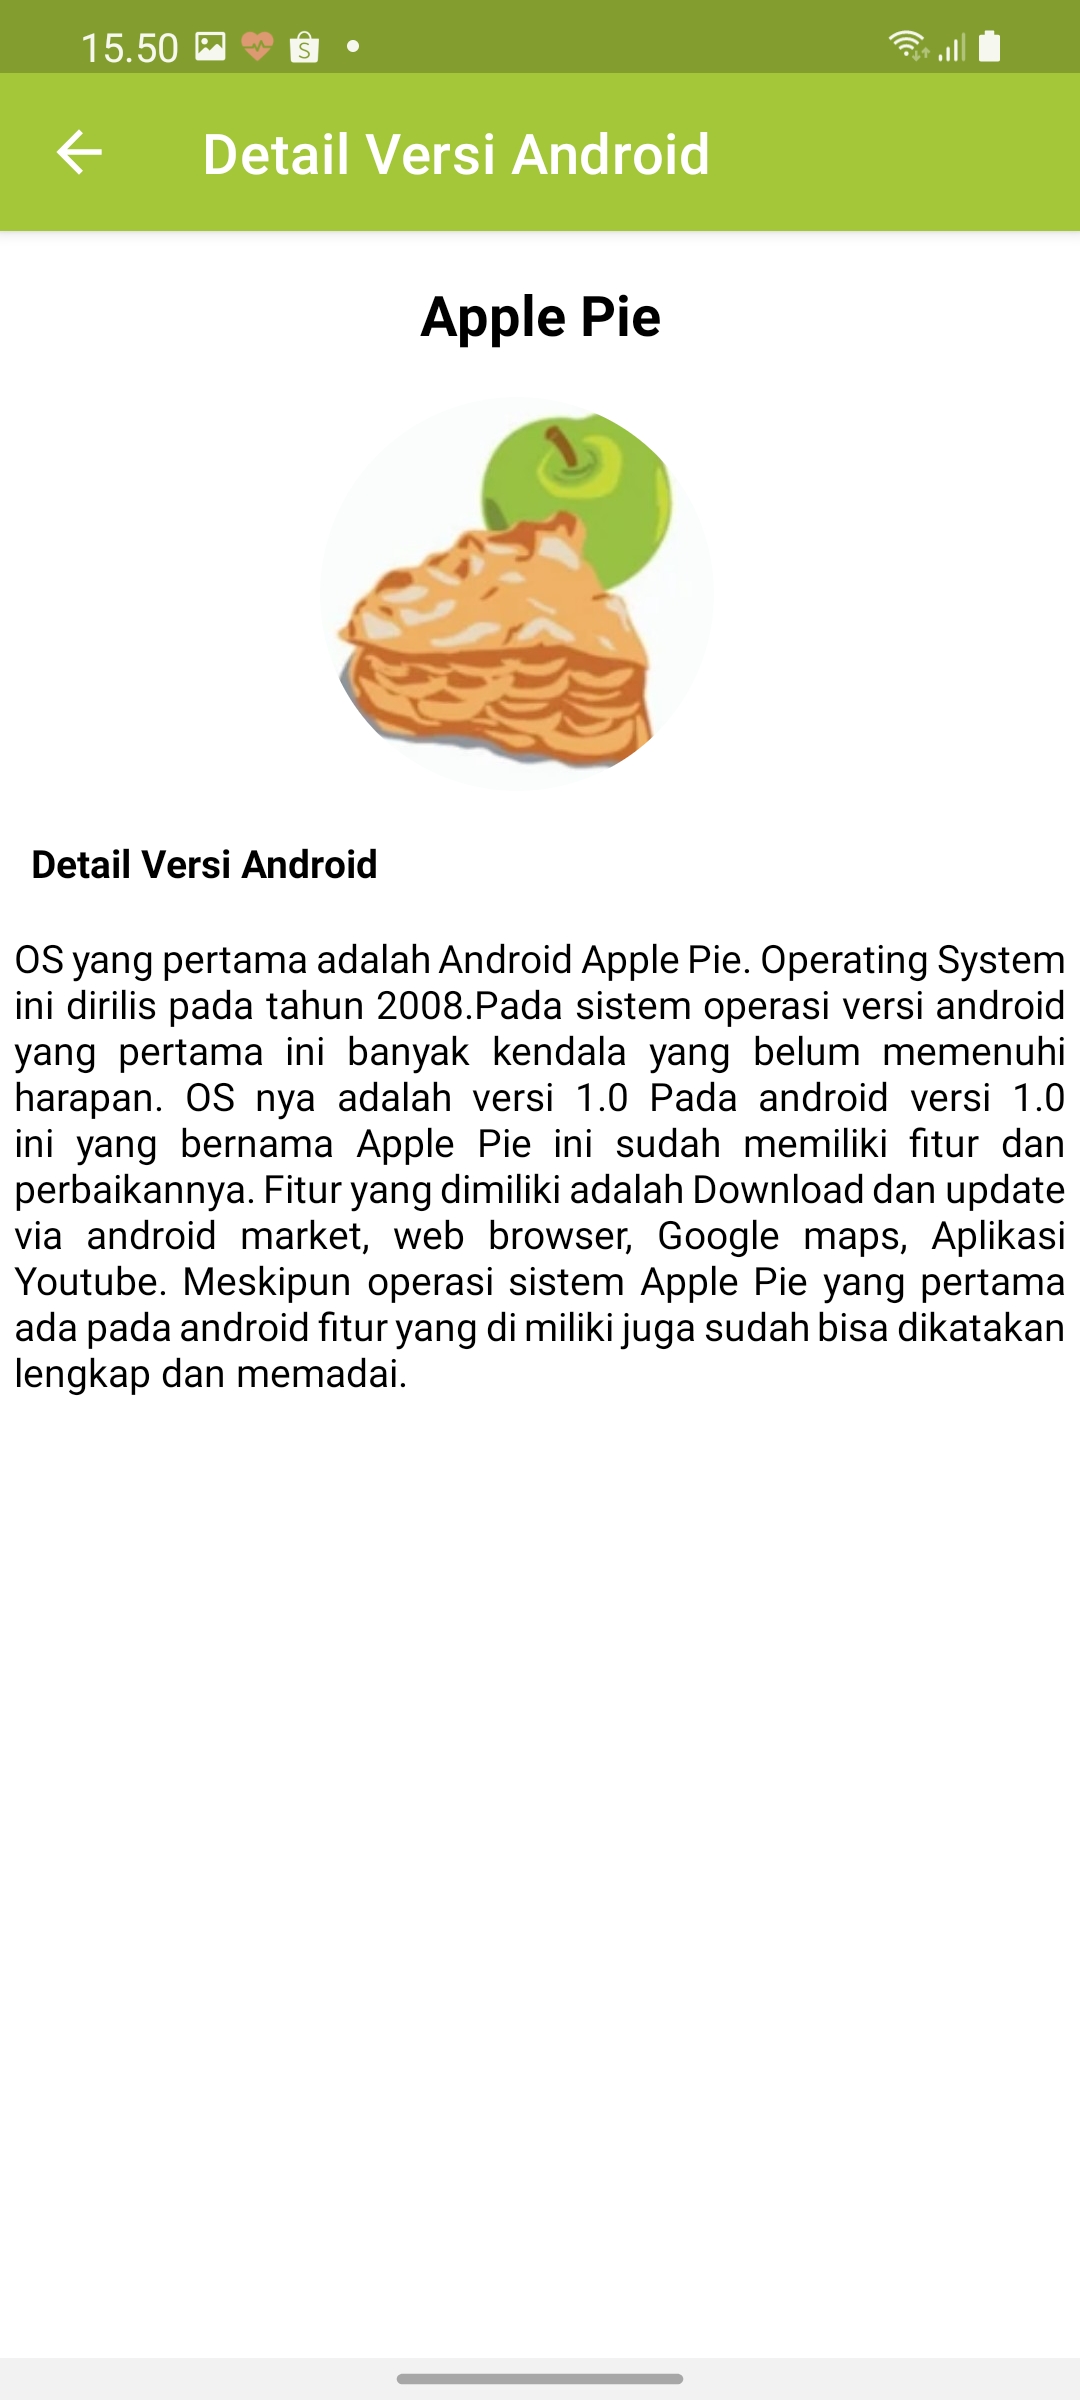 15.50
Detail Versi Android
Apple Pie
Detail Versi Android
OS yang pertama adalah Android Apple Pie. Operating System
ini dirilis pada tahun 2008.Pada sistem operasi versi android
yang pertama ini banyak kendala yang belum memenuhi
harapan. OS nya adalah versi 1.0 Pada android versi 1.0
ini yang bernama Apple Pie ini sudah memiliki fitur dan
perbaikannya. Fitur yang dimiliki adalah Download dan update
via android market, web browser, Google maps, Aplikasi
Youtube. Meskipun operasi sistem Apple Pie yang pertama
ada pada android fitur yang di miliki juga sudah bisa dikatakan
lengkap dan memadai.